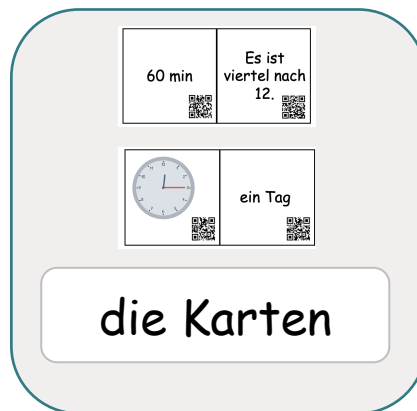 60 min
Es ist
viertel nach
12.
ein Tag
die Karten